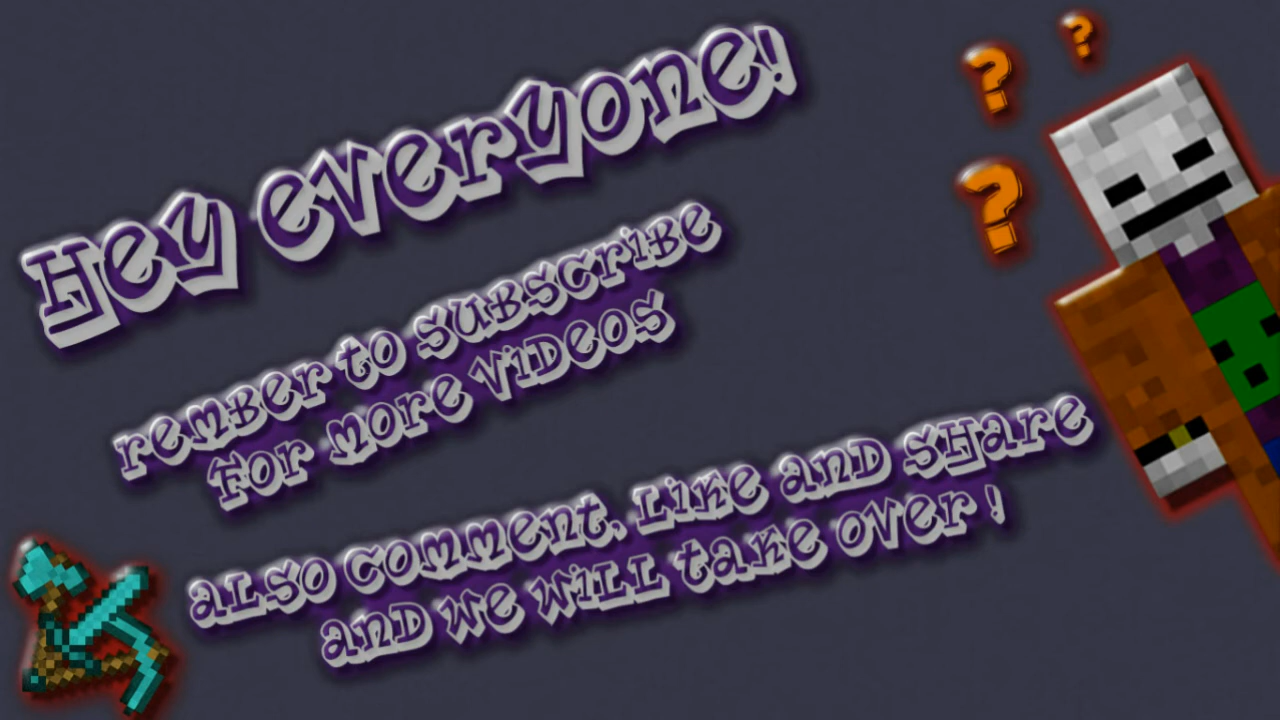 Hey everyone!
?
?
?
rember to subscribe
for more videos
also comment, like and share
and we will take over !